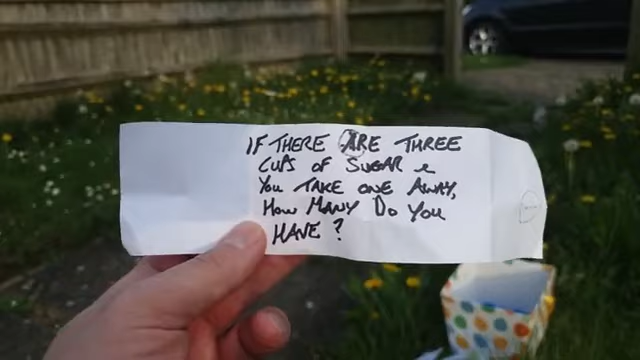 IF THERE ARE THREE
CUPS OF SUGAR &
YOU TAKE ONE AWAY,
HOW MANY DO YOU
HAVE?